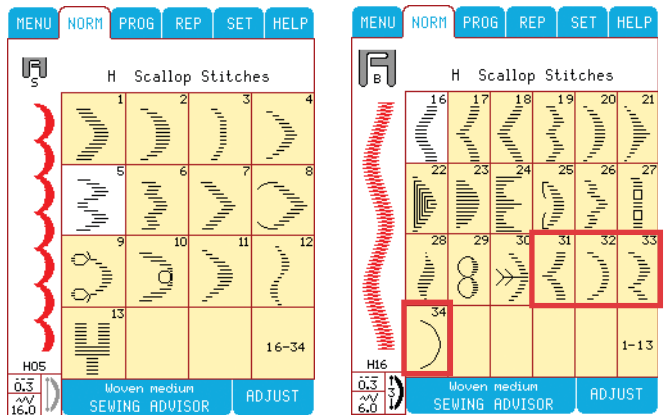 MENU NORM PROG REP SET HELP
S
H Scallop Stitches
1 2 3 4
5 6 7 8
9 10 11 12
13
16-34
H05
0.3
16.0
Woven medium
SEWING ADVISOR
ADJUST
MENU NORM PROG REP SET HELP
B
H Scallop Stitches
16 17 18 19 20 21
22 23 24 25 26 27
28 29 30 31 32 33
34
1-13
H16
0.3
6.0
3
Woven medium
SEWING ADVISOR
ADJUST